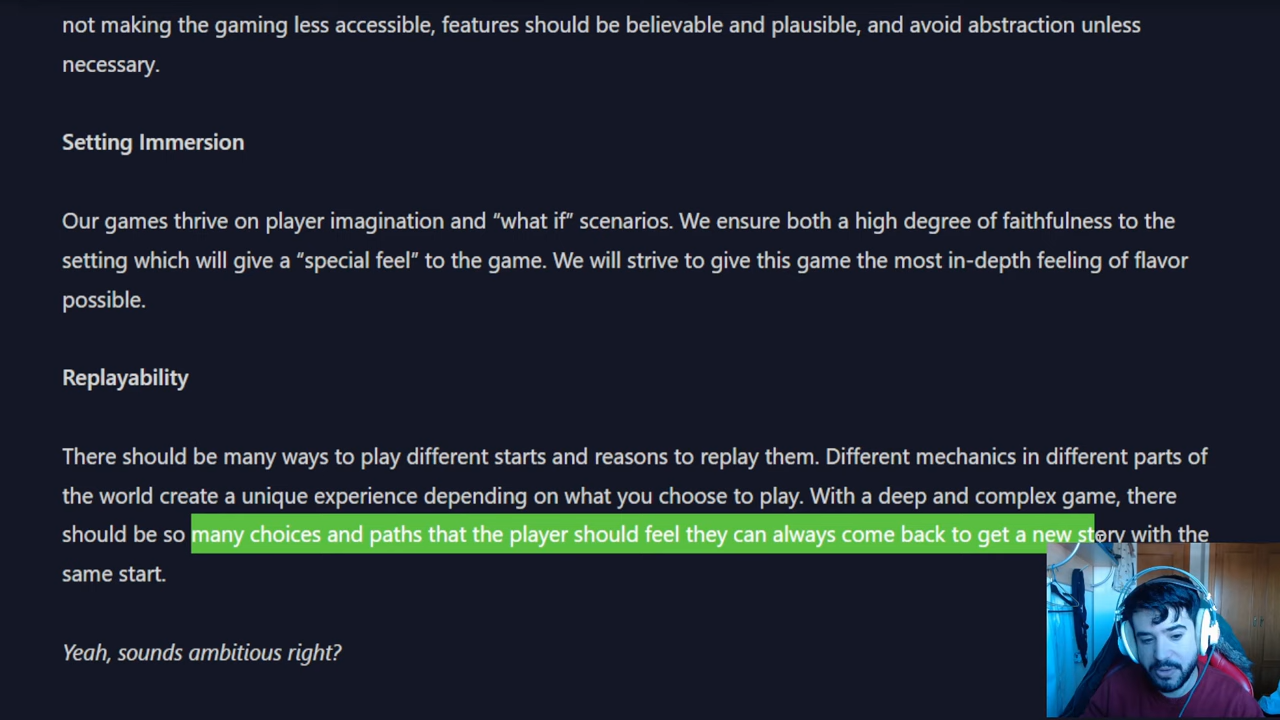 not making the gaming less accessible, features should be believable and plausible, and avoid abstraction unless
necessary.
Setting Immersion
Our games thrive on player imagination and “what if” scenarios. We ensure both a high degree of faithfulness to the
setting which will give a “special feel” to the game. We will strive to give this game the most in-depth feeling of flavor
possible.
Replayability
There should be many ways to play different starts and reasons to replay them. Different mechanics in different parts of
the world create a unique experience depending on what you choose to play. With a deep and complex game, there
should be so many choices and paths that the player should feel they can always come back to get a new story with the
same start.
Yeah, sounds ambitious right?